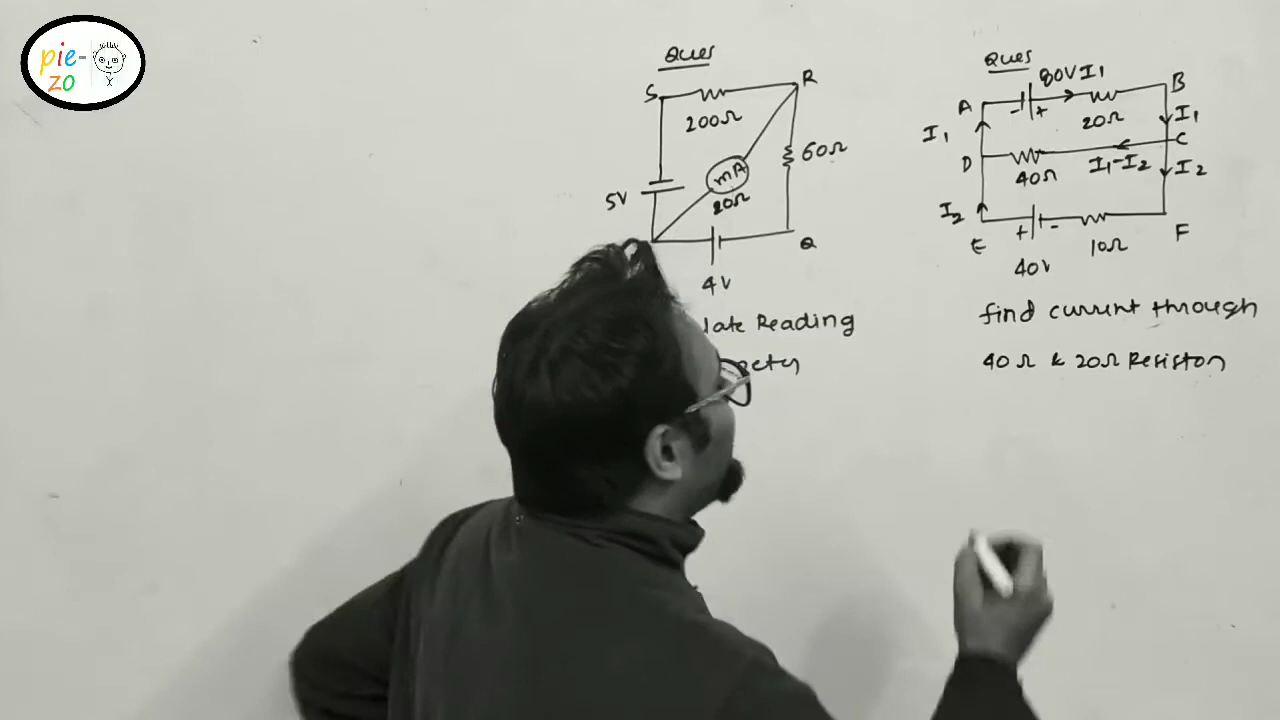 pie-
zo
Ques
S
R
200Ω
60Ω
mA
20Ω
5V
4V
Q
late Reading
Ques
80V I1
A
B
- +
20Ω
I1
I1
D
C
40Ω
I1-I2
I2
I2
E
+ -
10Ω
F
40V
find current through
40Ω & 20Ω Resistor